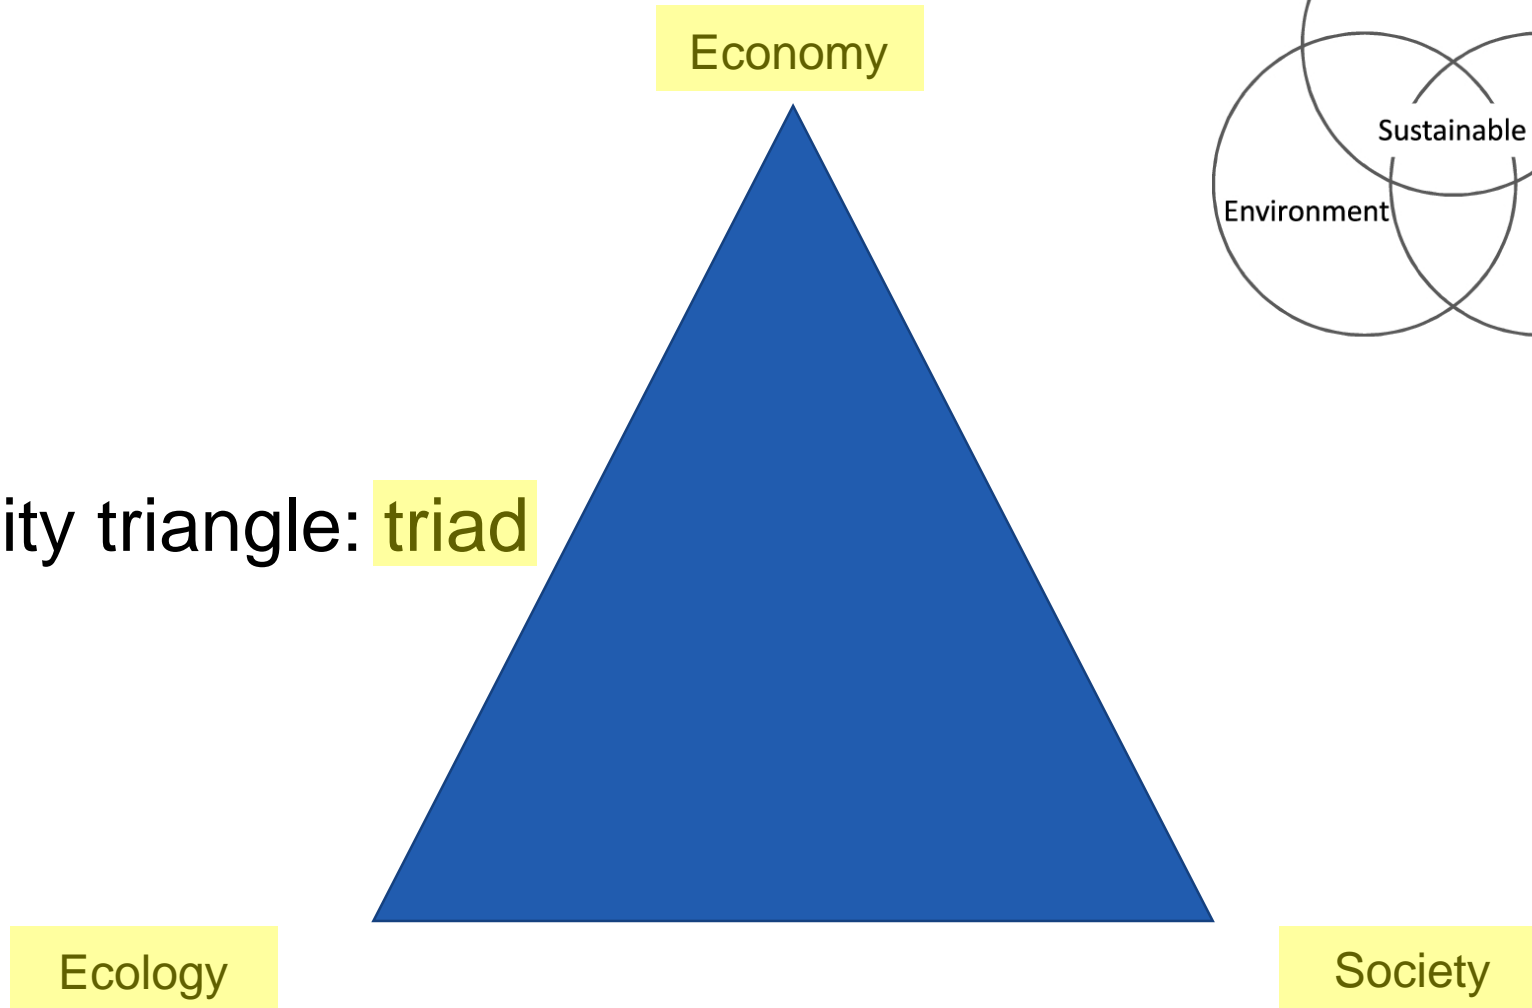 Economy
Sustainable
Environment
ity triangle: triad
Ecology
Society